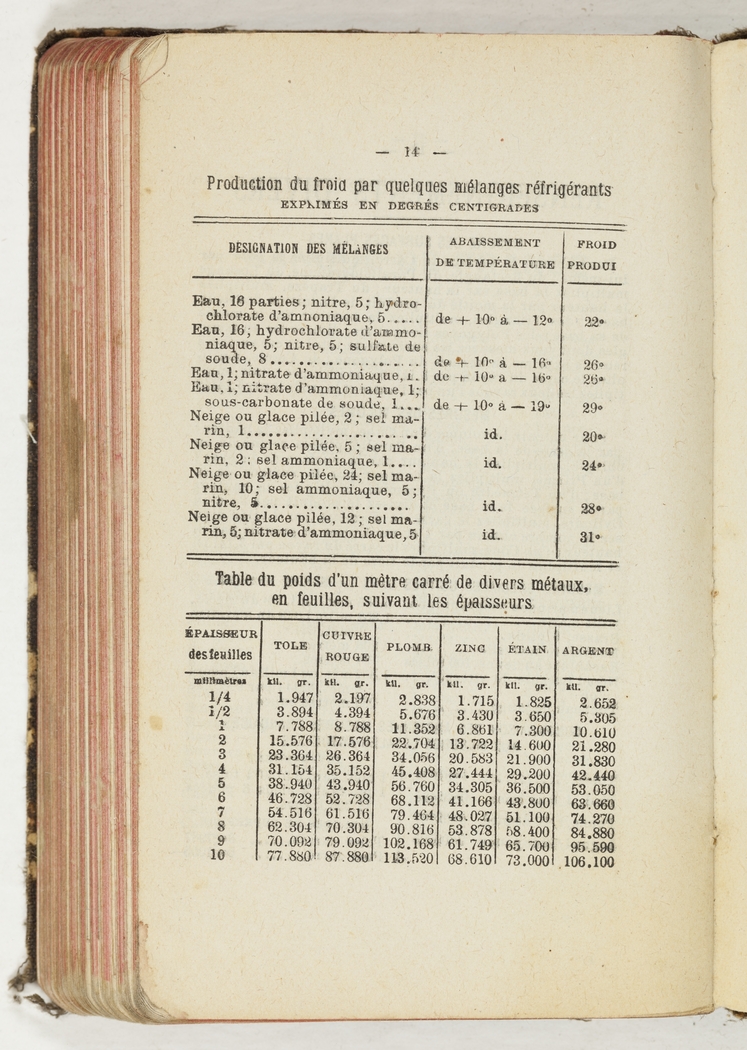 — 14 —
Production du froid par quelques mélanges réfrigérants
EXPRIMÉS EN DEGRÉS CENTIGRADES
DÉSIGNATION DES MÉLANGES ABAISSEMENT DE TEMPÉRATURE FROID PRODUI
Eau, 16 parties ; nitre, 5 ; hydro-
chlorate d'amnoniaque, 5..... de + 10° à — 12° 22°
Eau, 16, hydrochlorate d'ammo-
niaque, 5; nitre, 5; sulfate de
soude, 8.................... de + 10° à — 16° 26°
Eau, 1; nitrate d'ammoniaque, 1. de + 10° à — 16° 26°
Eau, 1; nitrate d'ammoniaque, 1;
sous-carbonate de soude, 1... de + 10° à — 19° 29°
Neige ou glace pilée, 2 ; sel ma-
rin, 1....................... id. 20°
Neige ou glace pilée, 5 ; sel ma-
rin, 2 : sel ammoniaque, 1.... id. 24°
Neige ou glace pilée, 24; sel ma-
rin, 10; sel ammoniaque, 5 ;
nitre, 5.................... id. 28°
Neige ou glace pilée, 12 ; sel ma-
rin, 5; nitrate d'ammoniaque, 5 id. 31°
Table du poids d'un mètre carré de divers métaux,
en feuilles, suivant les épaisseurs
ÉPAISSEUR des feuilles TOLE CUIVRE ROUGE PLOMB ZINC ÉTAIN ARGENT
millimètres kil. gr. kil. gr. kil. gr. kil. gr. kil. gr. kil. gr.
1/4 1.947 2.197 2.838 1.715 1.825 2.652
1/2 3.894 4.394 5.676 3.430 3.650 5.305
1 7.788 8.788 11.352 6.861 7.300 10.610
2 15.576 17.576 22.704 13.722 14.600 21.280
3 23.364 26.364 34.056 20.583 21.900 31.830
4 31.154 35.152 45.408 27.444 29.200 42.440
5 38.940 43.940 56.760 34.305 36.500 53.050
6 46.728 52.728 68.112 41.166 43.800 63.660
7 54.516 61.516 79.464 48.027 51.100 74.270
8 62.304 70.304 90.816 53.878 58.400 84.880
9 70.092 79.092 102.168 61.749 65.700 95.590
10 77.880 87.880 113.520 68.610 73.000 106.100